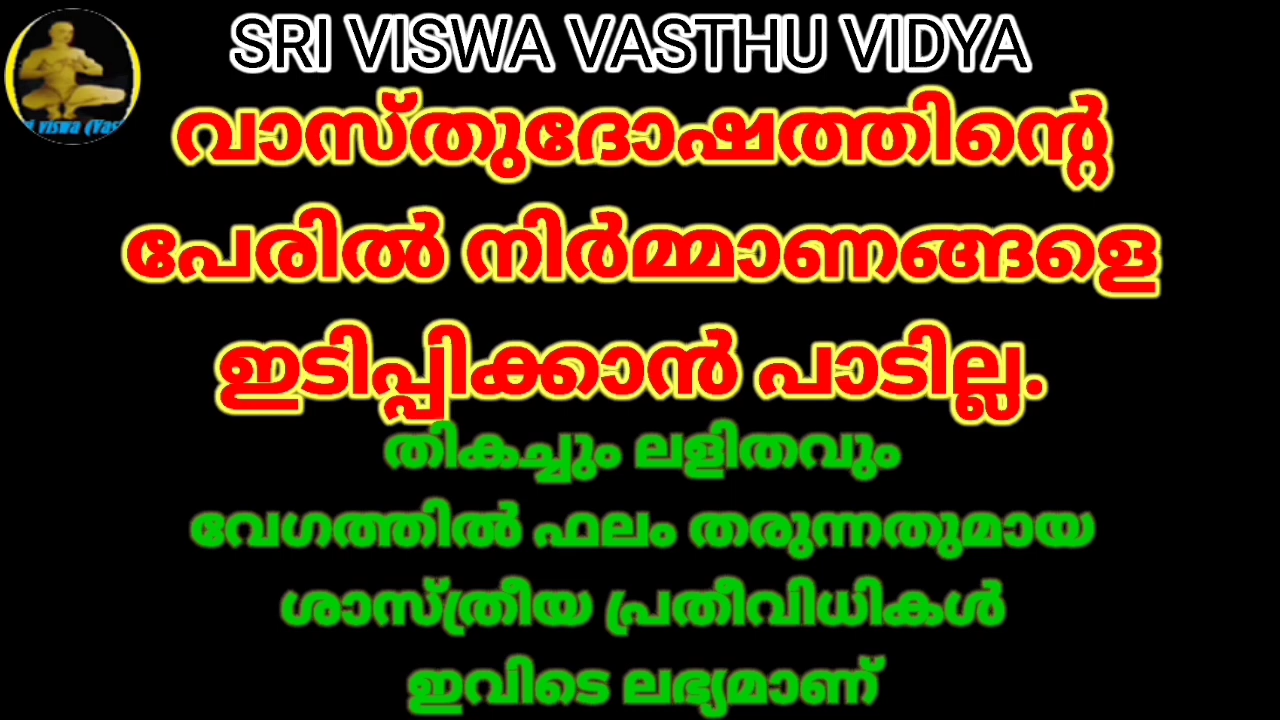 SRI VISWA VASTHU VIDYA
വാസ്തുദോഷത്തിന്റെ
പേരിൽ നിർമ്മാണങ്ങളെ
ഇടിപ്പിക്കാൻ പാടില്ല.
തികച്ചും ലളിതവും
വേഗത്തിൽ ഫലം തരുന്നതുമായ
ശാസ്ത്രീയ പ്രതീവിധികൾ
ഇവിടെ ലഭ്യമാണ്
viswa